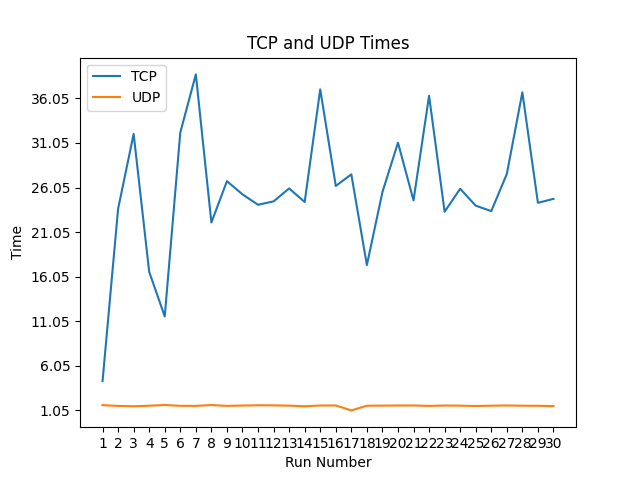 TCP and UDP Times
TCP
UDP
36.05
31.05
26.05
21.05
16.05
11.05
6.05
1.05
Time
1 2 3 4 5 6 7 8 9 10 11 12 13 14 15 16 17 18 19 20 21 22 23 24 25 26 27 28 29 30
Run Number